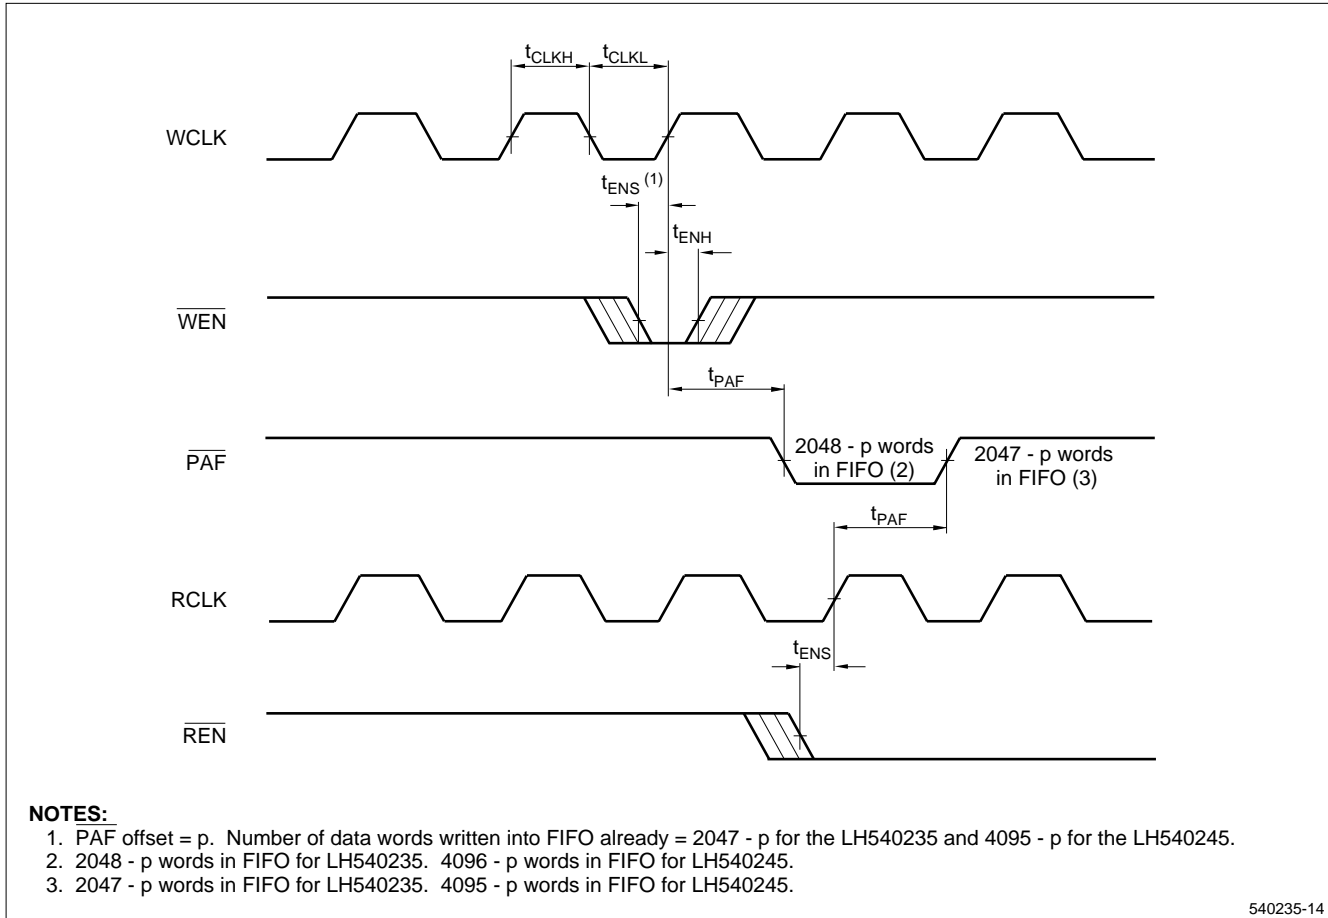 tCLKH tCLKL
WCLK
tENS (1)
tENH
WEN
tPAF
PAF
2048 - p words
in FIFO (2)
2047 - p words
in FIFO (3)
tPAF
RCLK
tENS
REN
NOTES:
1. PAF offset = p. Number of data words written into FIFO already = 2047 - p for the LH540235 and 4095 - p for the LH540245.
2. 2048 - p words in FIFO for LH540235. 4096 - p words in FIFO for LH540245.
3. 2047 - p words in FIFO for LH540235. 4095 - p words in FIFO for LH540245.
540235-14